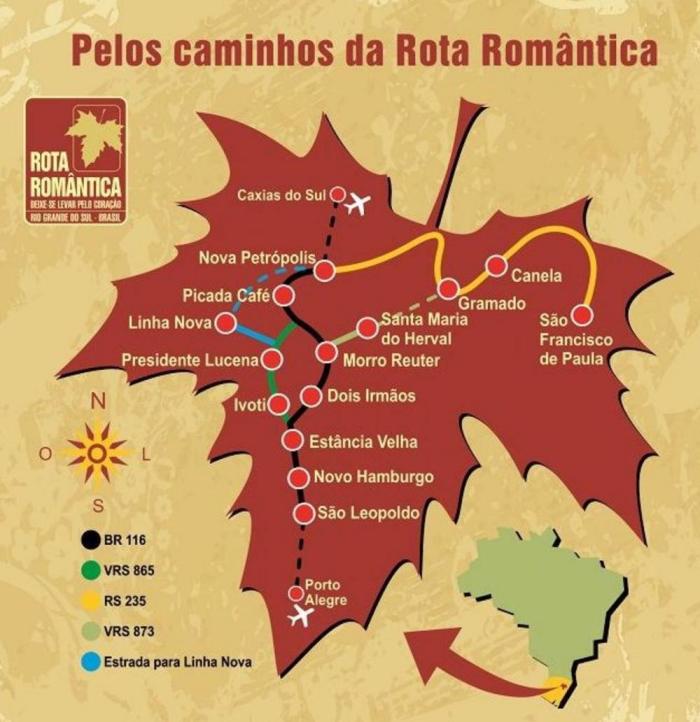 Pelos caminhos da Rota Romântica
ROTA
ROMÂNTICA
DEIXE-SE LEVAR PELO CORAÇÃO
RIO GRANDE DO SUL - BRASIL
Caxias do Sul
Nova Petrópolis
Picada Café
Canela
Gramado
Linha Nova
Santa Maria
do Herval
São
Francisco
de Paula
Presidente Lucena
Morro Reuter
Ivoti
Dois Irmãos
Estância Velha
Novo Hamburgo
São Leopoldo
Porto
Alegre
N
O
L
S
BR 116
VRS 865
RS 235
VRS 873
Estrada para Linha Nova